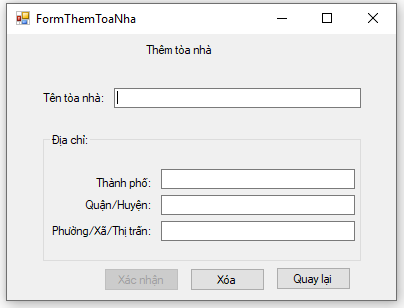 FormThemToaNha
Thêm tòa nhà
Tên tòa nhà:
Địa chỉ:
Thành phố:
Quận/Huyện:
Phường/Xã/Thị trấn:
Xác nhận Xóa Quay lại